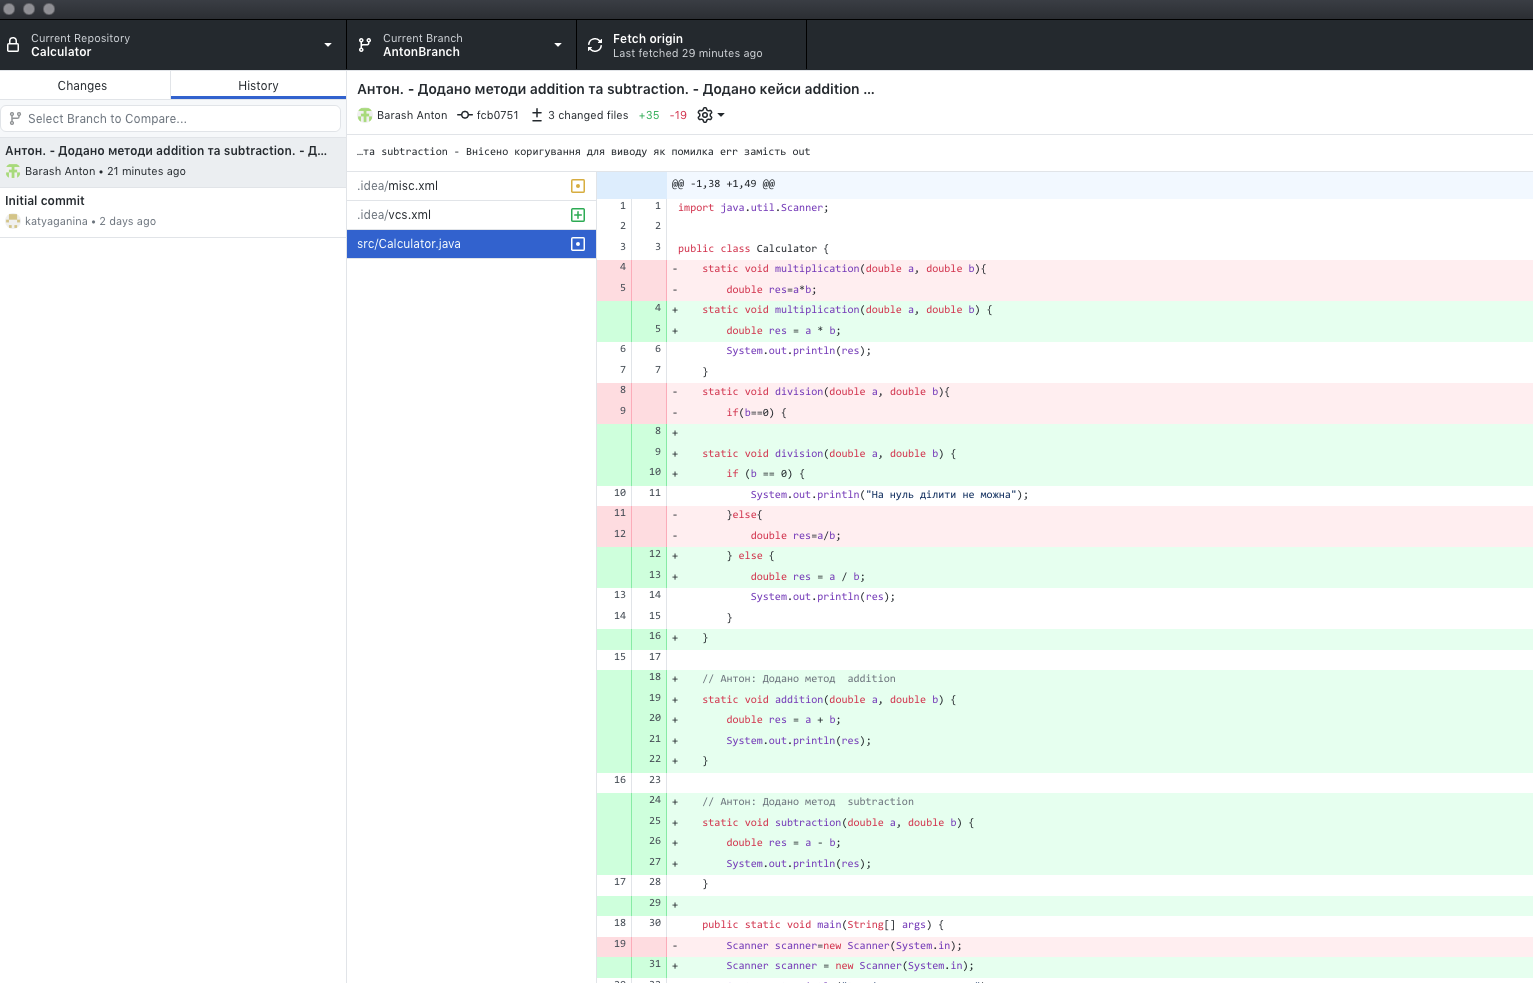 Current Repository
Calculator
Current Branch
AntonBranch
Fetch origin
Last fetched 29 minutes ago
Changes
History
Select Branch to Compare...
Антон. - Додано методи addition та subtraction. - Д...
Barash Anton • 21 minutes ago
Initial commit
katyaganina • 2 days ago
Антон. - Додано методи addition та subtraction. - Додано кейси addition ...
Barash Anton fcb0751 3 changed files +35 -19
…та subtraction - Внісено коригування для виводу як помилка err замість out
.idea/misc.xml
.idea/vcs.xml
src/Calculator.java
@@ -1,38 +1,49 @@
1 1 import java.util.Scanner;
2 2
3 3 public class Calculator {
4 - static void multiplication(double a, double b){
5 - double res=a*b;
4 + static void multiplication(double a, double b) {
5 + double res = a * b;
6 6 System.out.println(res);
7 7 }
8 - static void division(double a, double b){
9 - if(b==0) {
8 +
9 + static void division(double a, double b) {
10 + if (b == 0) {
10 11 System.out.println("На нуль ділити не можна");
11 - }else{
12 - double res=a/b;
12 + } else {
13 + double res = a / b;
13 14 System.out.println(res);
14 15 }
16 + }
15 17
18 + // Антон: Додано метод  addition
19 + static void addition(double a, double b) {
20 + double res = a + b;
21 + System.out.println(res);
22 + }
16 23
24 + // Антон: Додано метод  subtraction
25 + static void subtraction(double a, double b) {
26 + double res = a - b;
27 + System.out.println(res);
17 28 }
29 +
18 30 public static void main(String[] args) {
19 - Scanner scanner=new Scanner(System.in);
31 + Scanner scanner = new Scanner(System.in);